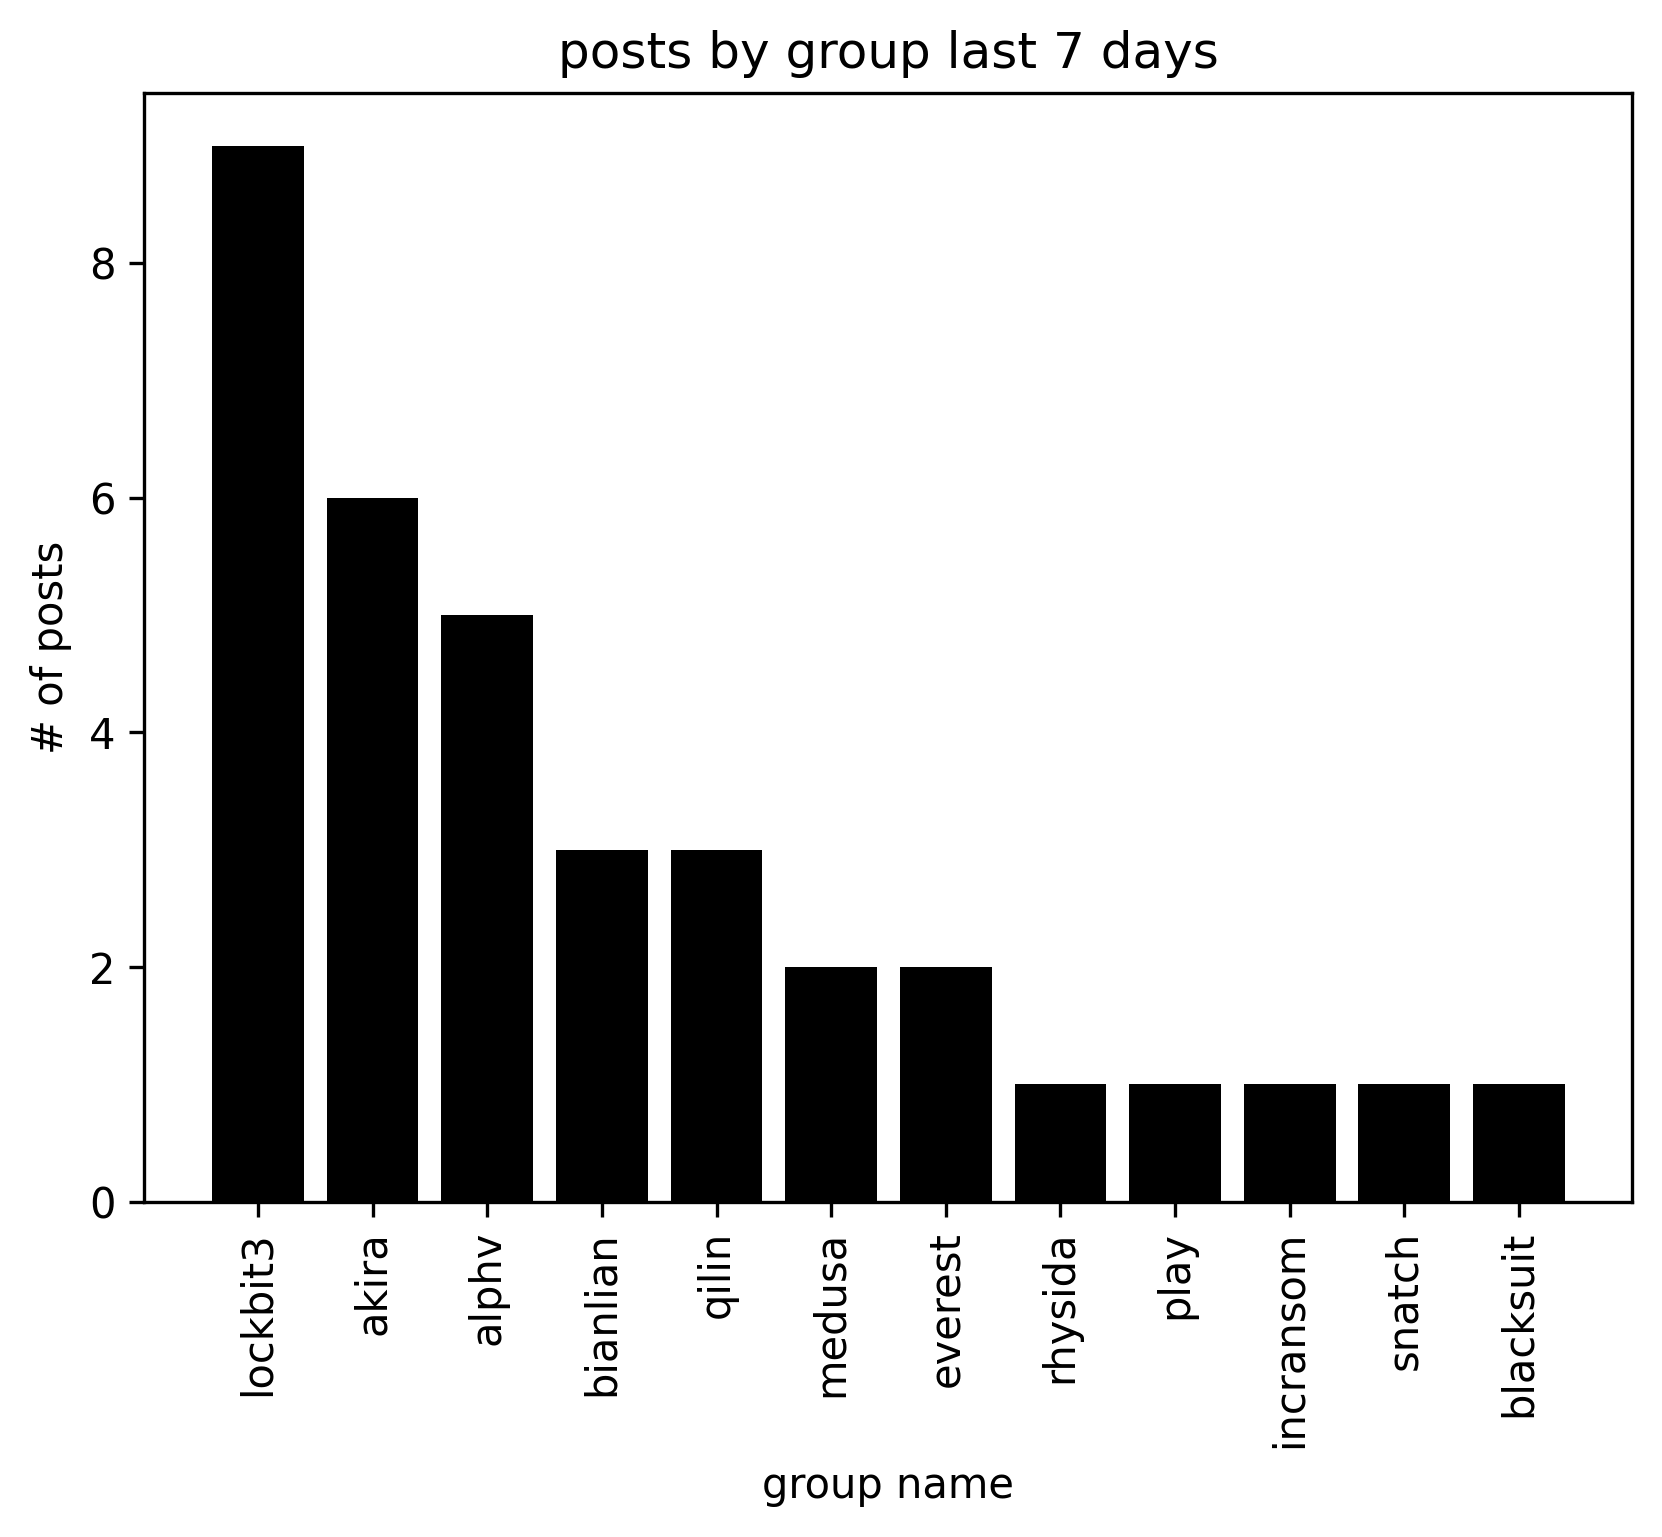 posts by group last 7 days
# of posts
8
6
4
2
0
lockbit3
akira
alphv
bianlian
qilin
medusa
everest
rhysida
play
incransom
snatch
blacksuit
group name